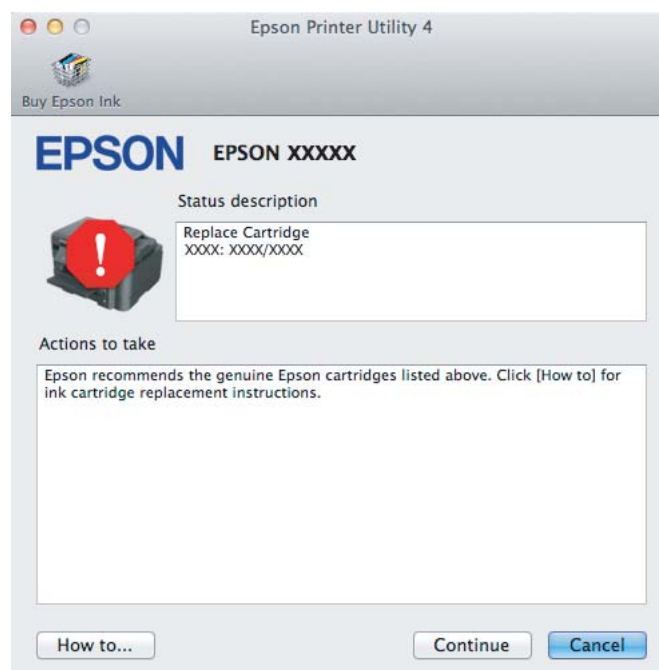 Epson Printer Utility 4
Buy Epson Ink
EPSON EPSON XXXXX
Status description
Replace Cartridge
XXXX: XXXX/XXXX
!
Actions to take
Epson recommends the genuine Epson cartridges listed above. Click [How to] for
ink cartridge replacement instructions.
How to... Continue Cancel